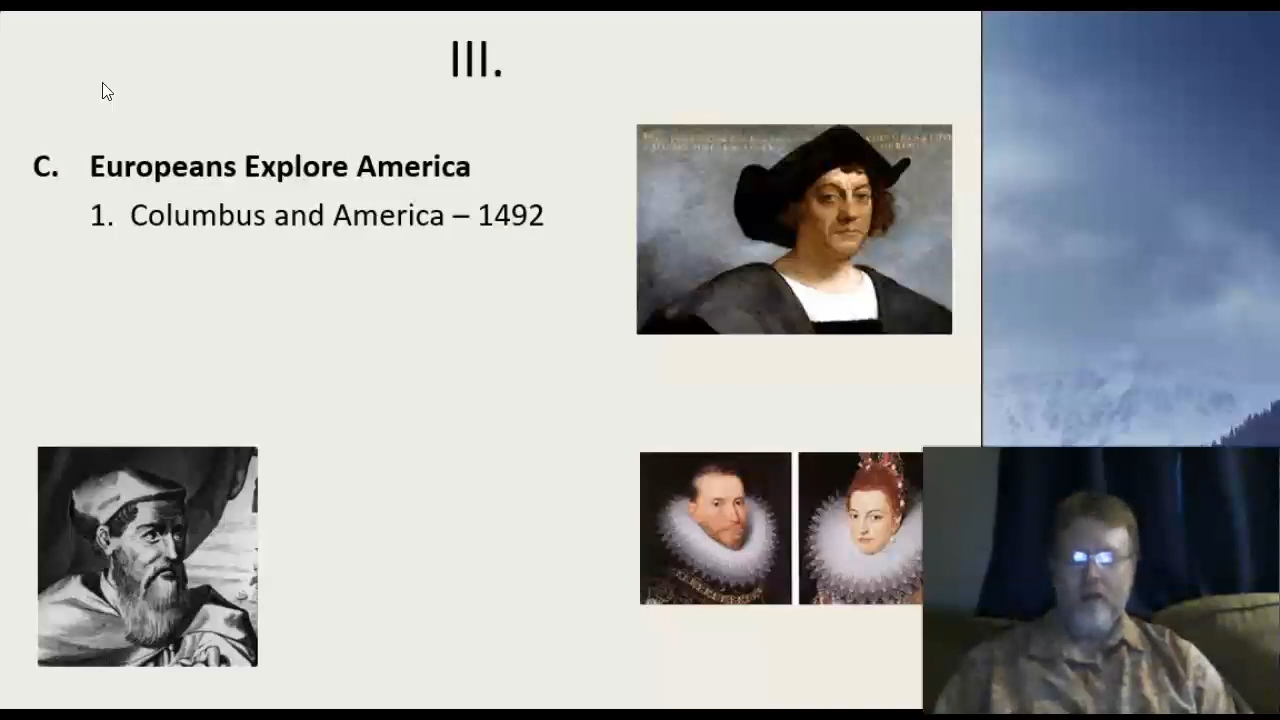 III.
C. Europeans Explore America
1. Columbus and America – 1492